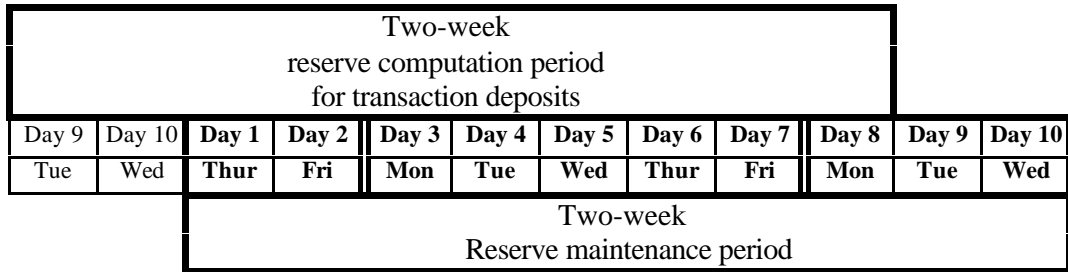 Two-week
reserve computation period
for transaction deposits
Day 9 Day 10 Day 1 Day 2 Day 3 Day 4 Day 5 Day 6 Day 7 Day 8 Day 9 Day 10
Tue Wed Thur Fri Mon Tue Wed Thur Fri Mon Tue Wed
Two-week
Reserve maintenance period